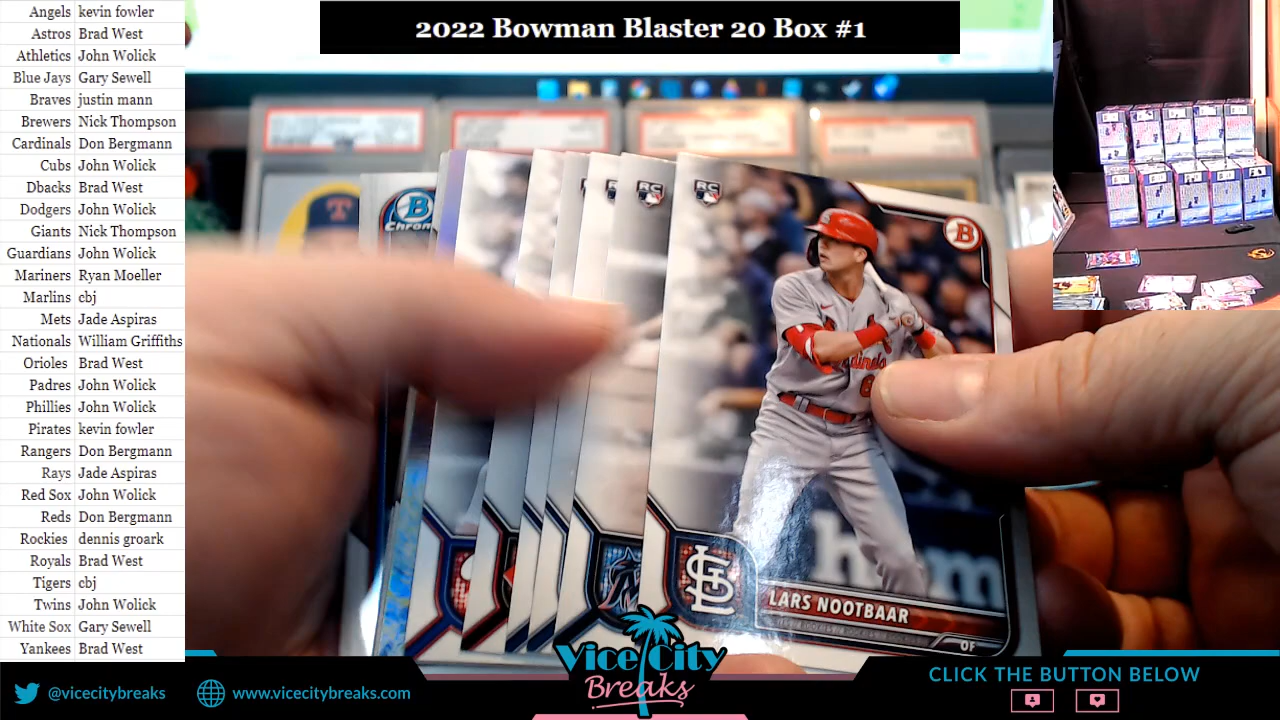 2022 Bowman Blaster 20 Box #1
Angels kevin fowler
Astros Brad West
Athletics John Wolick
Blue Jays Gary Sewell
Braves justin mann
Brewers Nick Thompson
Cardinals Don Bergmann
Cubs John Wolick
Dbacks Brad West
Dodgers John Wolick
Giants Nick Thompson
Guardians John Wolick
Mariners Ryan Moeller
Marlins cbj
Mets Jade Aspiras
Nationals William Griffiths
Orioles Brad West
Padres John Wolick
Phillies John Wolick
Pirates kevin fowler
Rangers Don Bergmann
Rays Jade Aspiras
Red Sox John Wolick
Reds Don Bergmann
Rockies dennis groark
Royals Brad West
Tigers cbj
Twins John Wolick
White Sox Gary Sewell
Yankees Brad West
T
B
Chrome
RC
RC
B
Cardinals
LARS NOOTBAAR
OF
Vice City
Breaks
@vicecitybreaks
www.vicecitybreaks.com
CLICK THE BUTTON BELOW